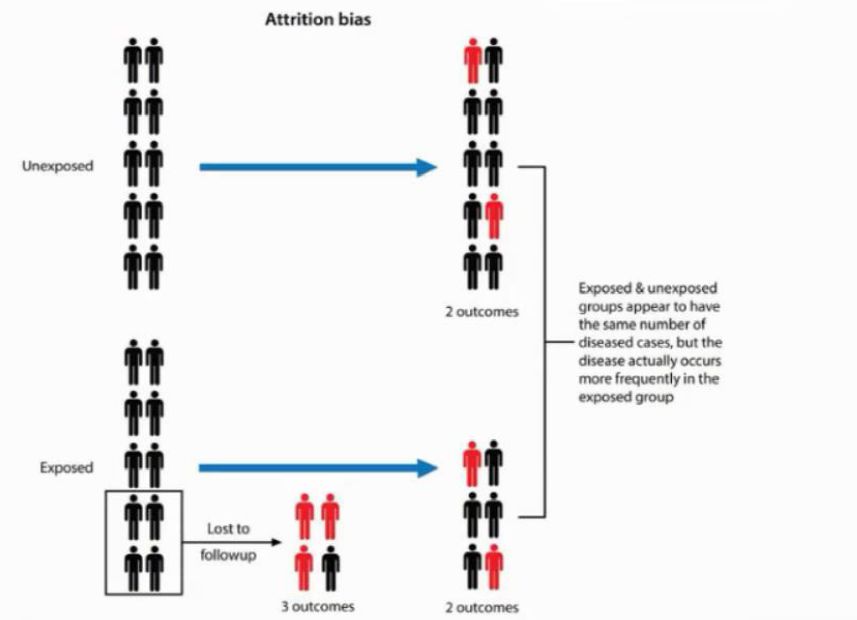 Attrition bias
Unexposed
2 outcomes
Exposed & unexposed
groups appear to have
the same number of
diseased cases, but the
disease actually occurs
more frequently in the
exposed group
Exposed
Lost to
followup
3 outcomes
2 outcomes